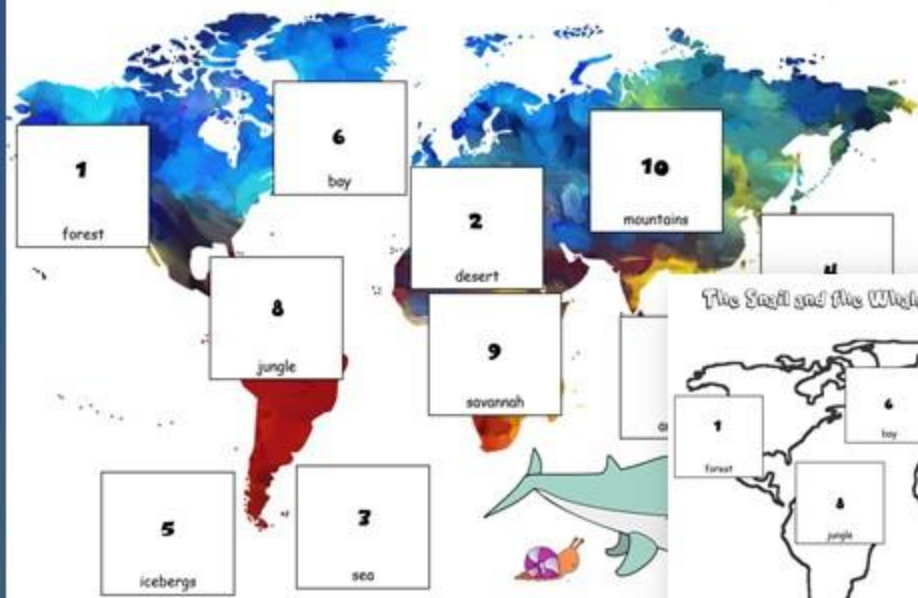 1
forest
6
bay
2
desert
10
mountains
4
8
jungle
9
savannah
5
icebergs
3
sea
The Snail and the
1
forest
6
bay
8
jungle